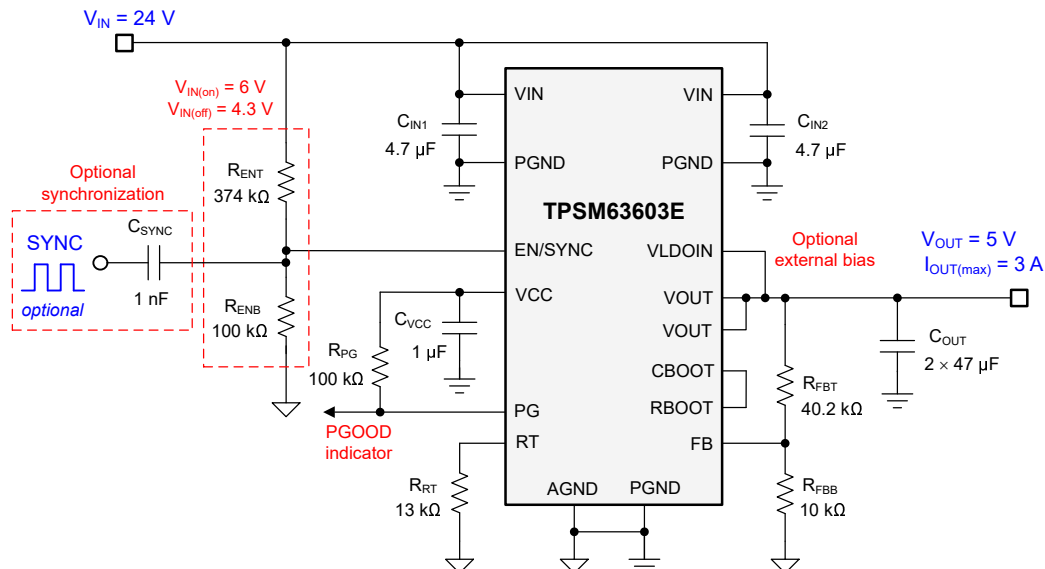 V_IN = 24 V
V_IN(on) = 6 V
V_IN(off) = 4.3 V
Optional
synchronization
SYNC
optional
C_SYNC
1 nF
R_ENT
374 kΩ
R_ENB
100 kΩ
C_IN1
4.7 µF
C_IN2
4.7 µF
VIN
PGND
VIN
PGND
TPSM63603E
EN/SYNC
VCC
PG
RT
AGND
PGND
VLDOIN
VOUT
VOUT
CBOOT
RBOOT
FB
C_VCC
1 µF
R_PG
100 kΩ
PGOOD
indicator
R_RT
13 kΩ
Optional
external bias
V_OUT = 5 V
I_OUT(max) = 3 A
C_OUT
2 × 47 µF
R_FBT
40.2 kΩ
R_FBB
10 kΩ